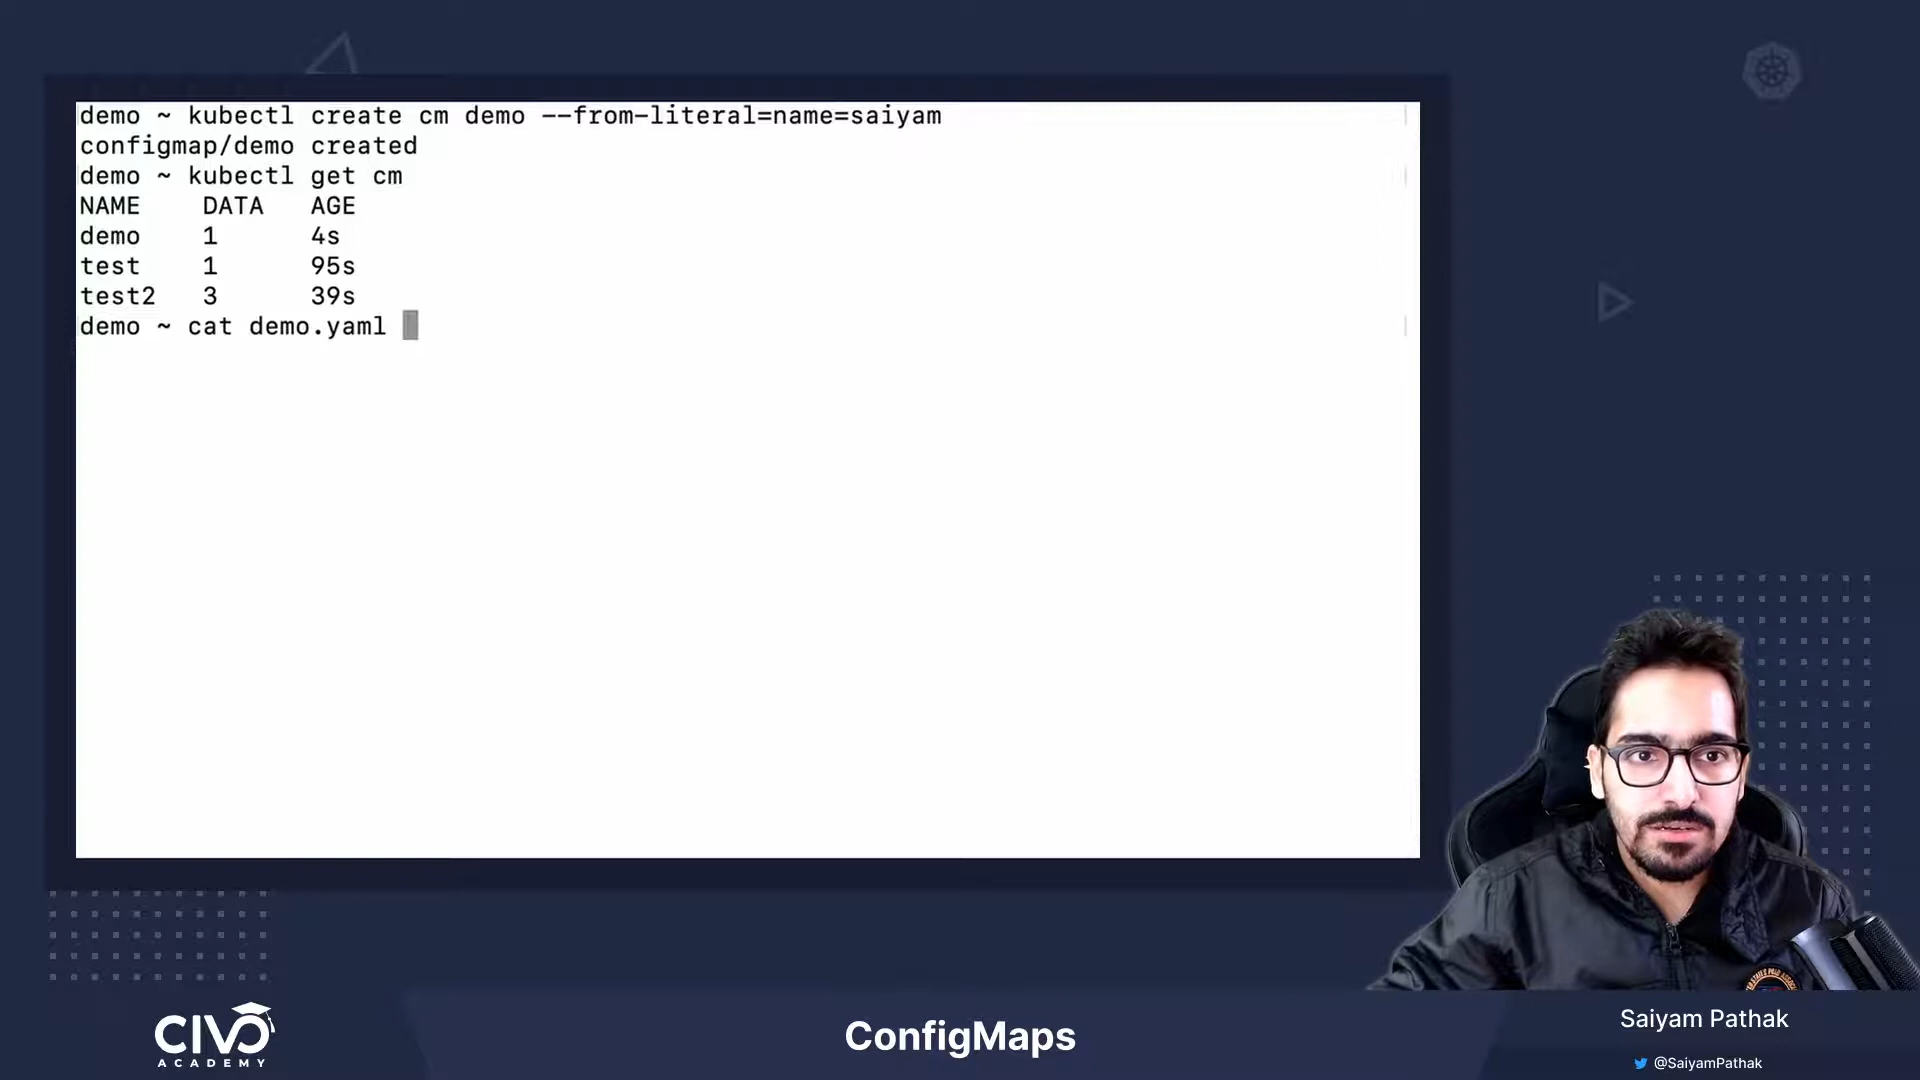 demo ~ kubectl create cm demo --from-literal=name=saiyam
configmap/demo created
demo ~ kubectl get cm
NAME DATA AGE
demo 1 4s
test 1 95s
test2 3 39s
demo ~ cat demo.yaml
CIVO
ACADEMY
ConfigMaps
Saiyam Pathak
@SaiyamPathak